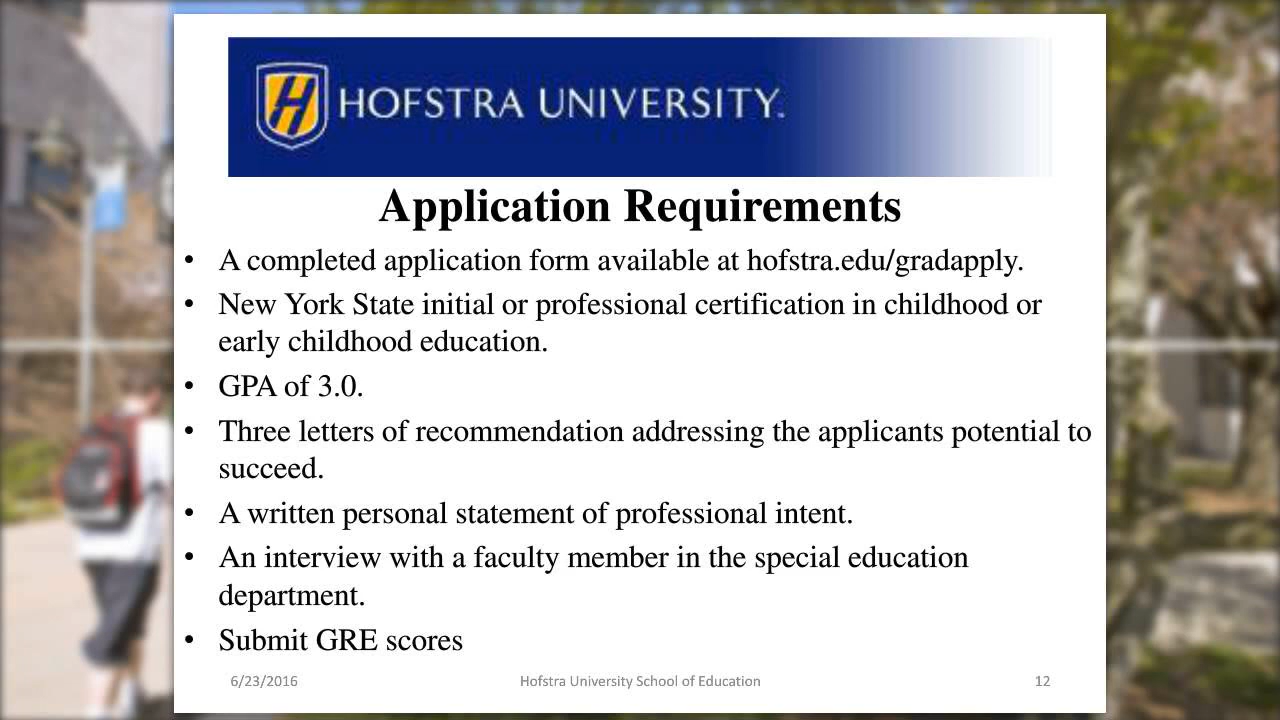 HOFSTRA UNIVERSITY.
Application Requirements
• A completed application form available at hofstra.edu/gradapply.
• New York State initial or professional certification in childhood or
early childhood education.
• GPA of 3.0.
• Three letters of recommendation addressing the applicants potential to
succeed.
• A written personal statement of professional intent.
• An interview with a faculty member in the special education
department.
• Submit GRE scores
6/23/2016 Hofstra University School of Education 12